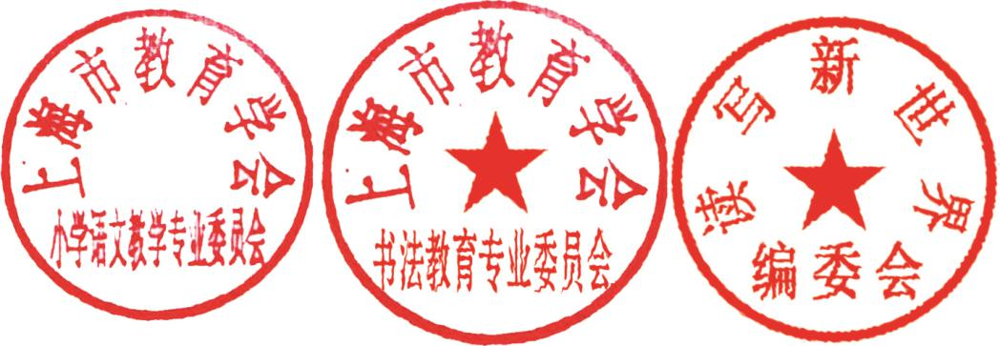 上海市教育学会
小学语文教学专业委员会
上海市教育学会
书法教育专业委员会
读写新世界
编委会